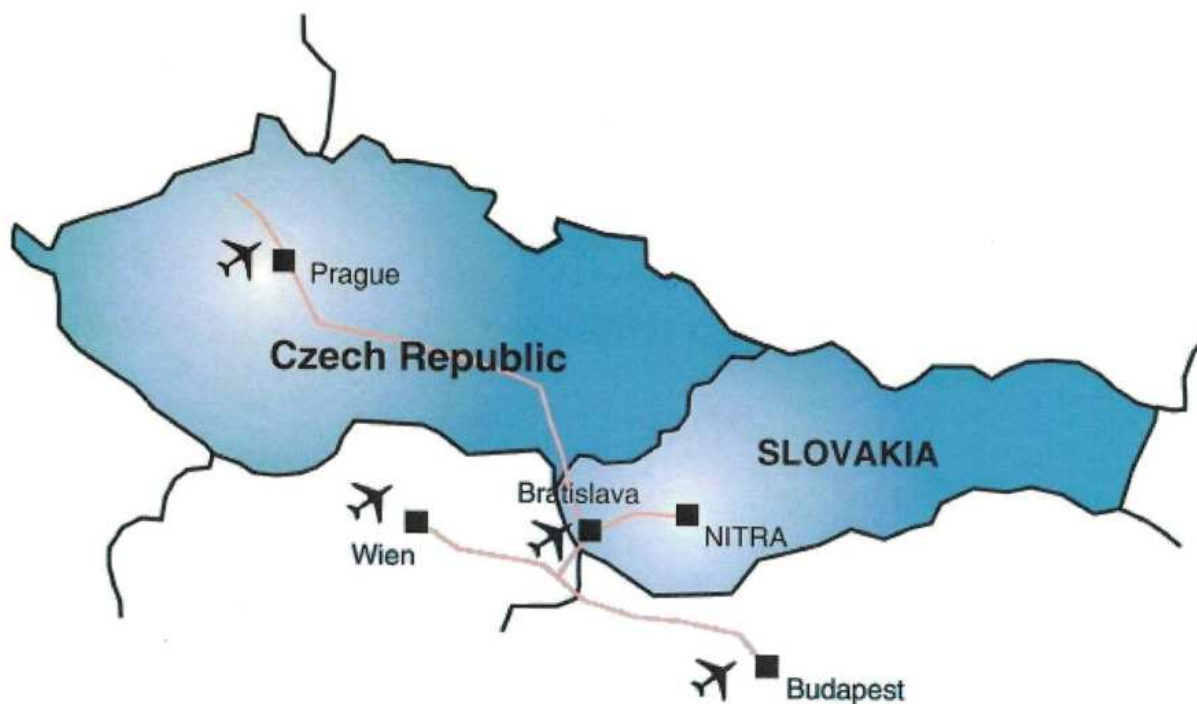 Prague
Czech Republic
SLOVAKIA
Bratislava
NITRA
Wien
Budapest